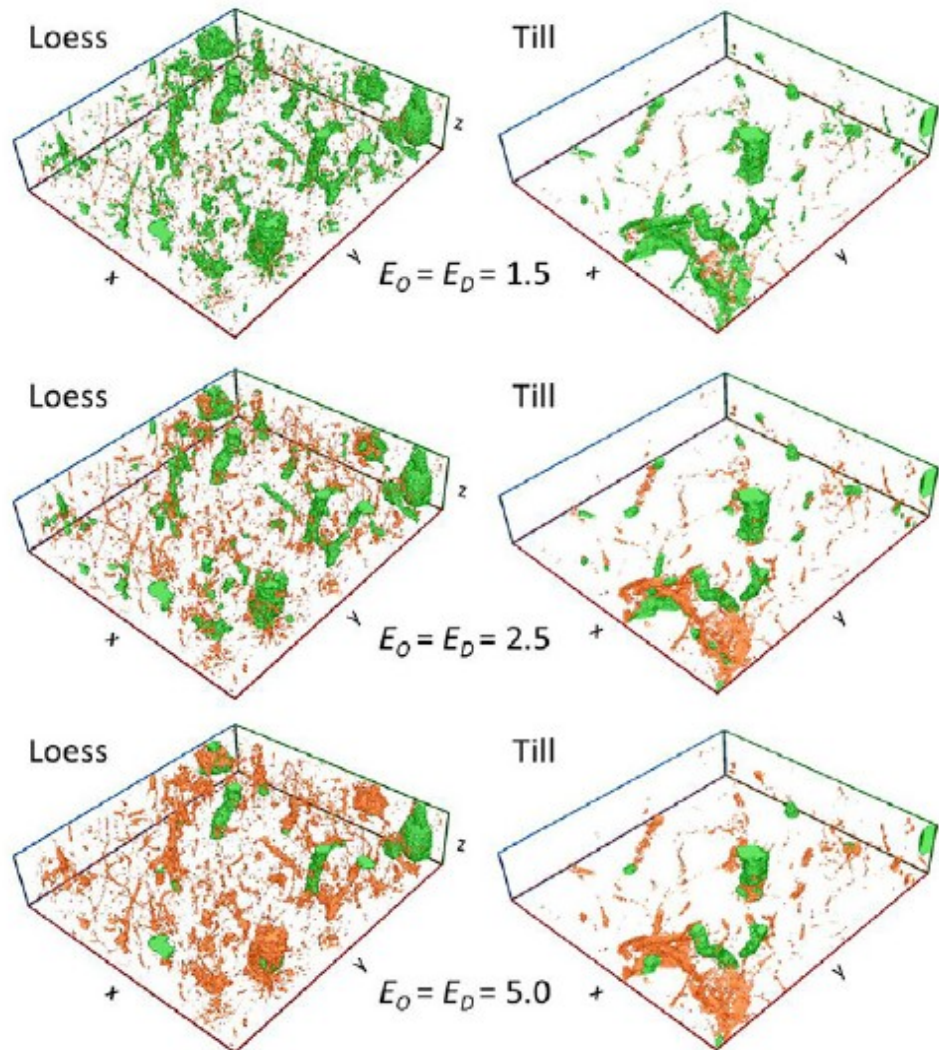 Loess Till
z
x y x y
E_O = E_D = 1.5
Loess Till
z
x y x y
E_O = E_D = 2.5
Loess Till
z
x y x y
E_O = E_D = 5.0